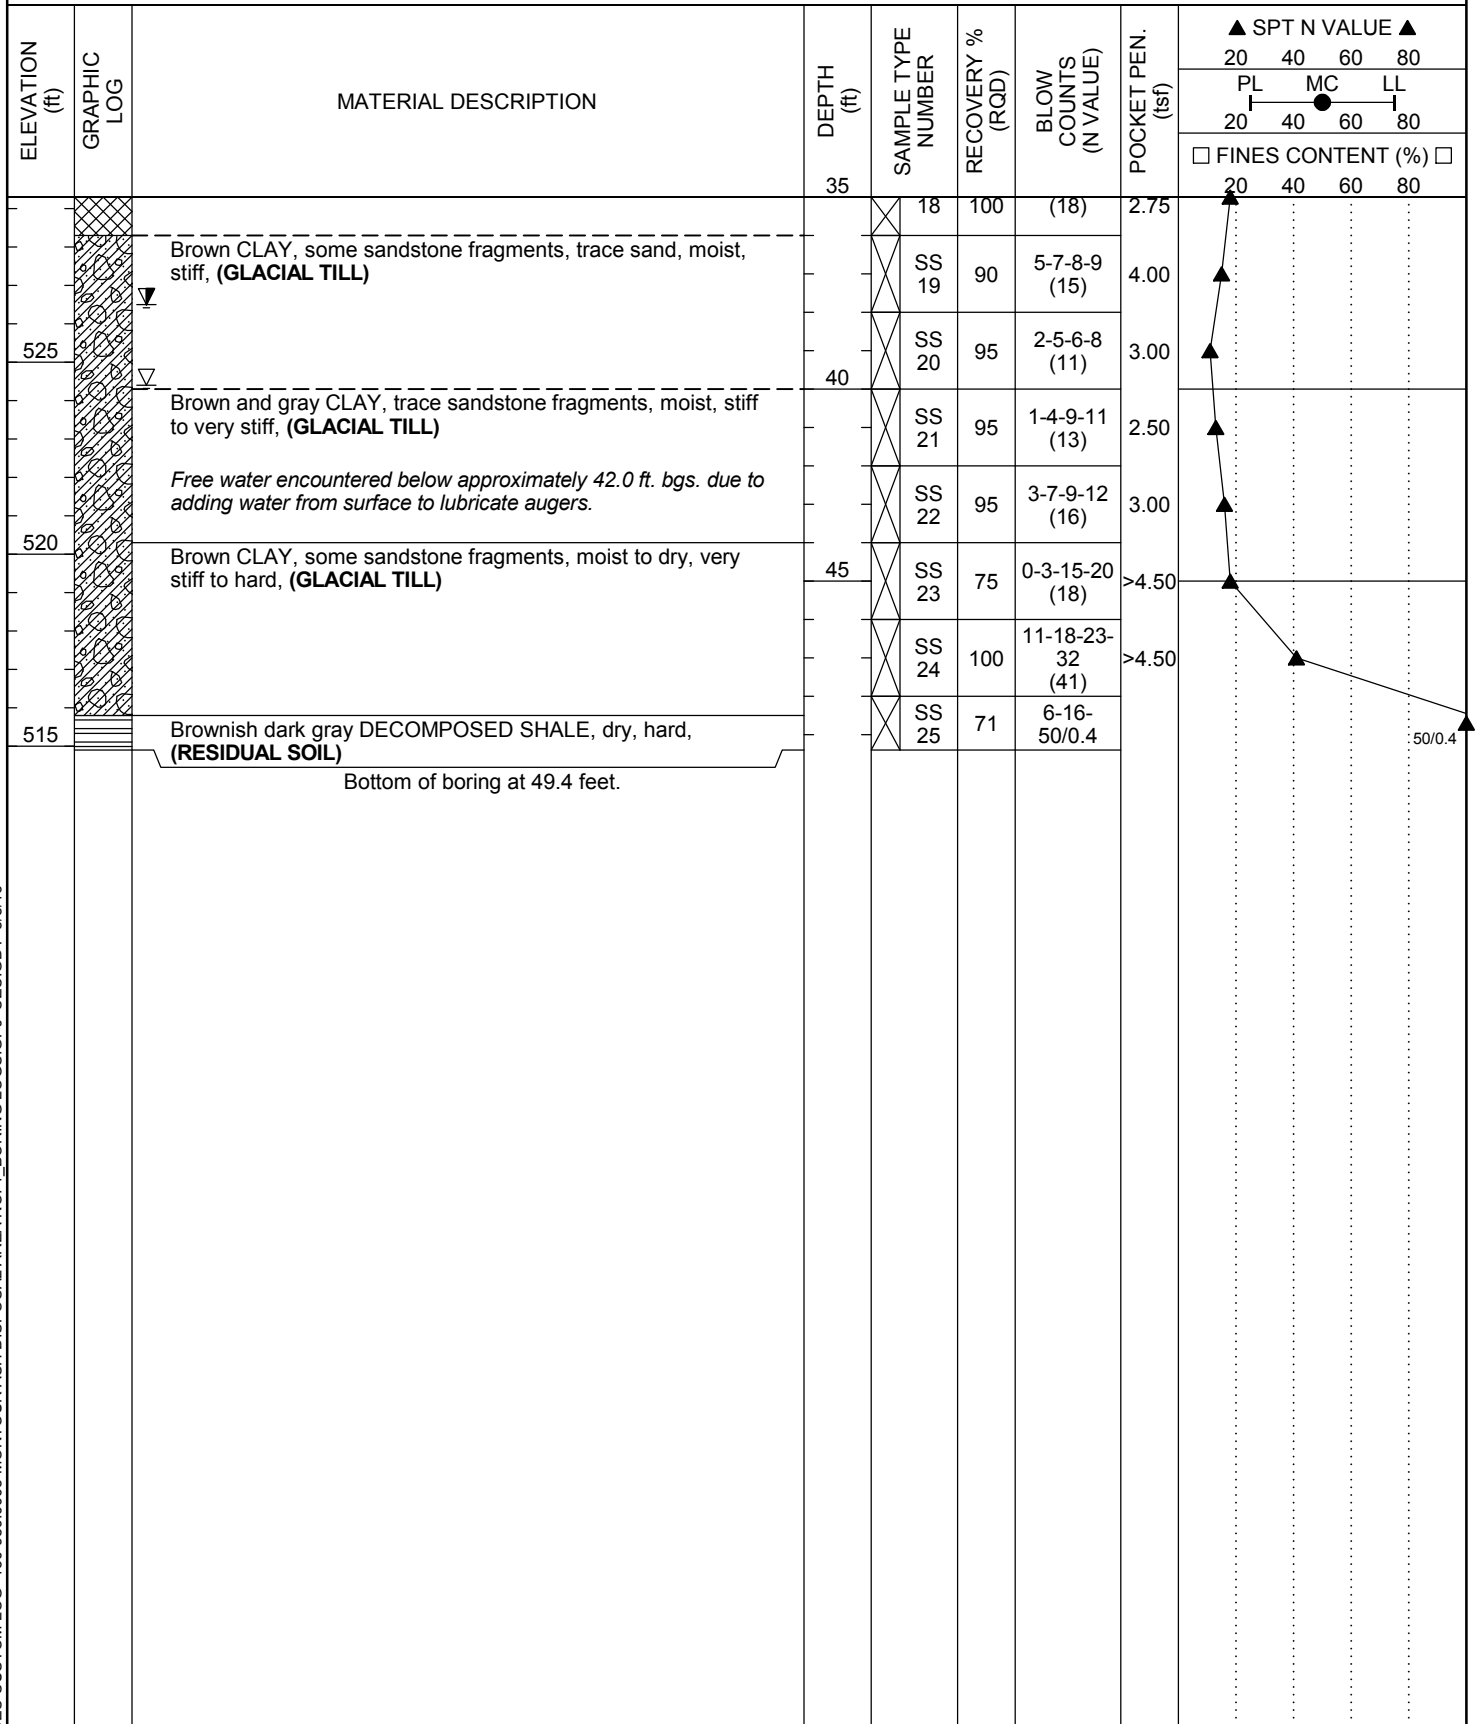 ELEVATION (ft)
GRAPHIC LOG
MATERIAL DESCRIPTION
DEPTH (ft)
SAMPLE TYPE NUMBER
RECOVERY % (RQD)
BLOW COUNTS (N VALUE)
POCKET PEN. (tsf)
▲ SPT N VALUE ▲
20 40 60 80
PL MC LL
20 40 60 80
□ FINES CONTENT (%) □
20 40 60 80
35
18 100 (18) 2.75
Brown CLAY, some sandstone fragments, trace sand, moist,
stiff, (GLACIAL TILL)
SS 19
90
5-7-8-9
(15)
4.00
525
SS 20
95
2-5-6-8
(11)
3.00
40
Brown and gray CLAY, trace sandstone fragments, moist, stiff
to very stiff, (GLACIAL TILL)
SS 21
95
1-4-9-11
(13)
2.50
Free water encountered below approximately 42.0 ft. bgs. due to
adding water from surface to lubricate augers.
SS 22
95
3-7-9-12
(16)
3.00
520
Brown CLAY, some sandstone fragments, moist to dry, very
stiff to hard, (GLACIAL TILL)
45
SS 23
75
0-3-15-20
(18)
>4.50
SS 24
100
11-18-23-
32
(41)
>4.50
515
Brownish dark gray DECOMPOSED SHALE, dry, hard,
(RESIDUAL SOIL)
SS 25
71
6-16-
50/0.4
50/0.4
Bottom of boring at 49.4 feet.